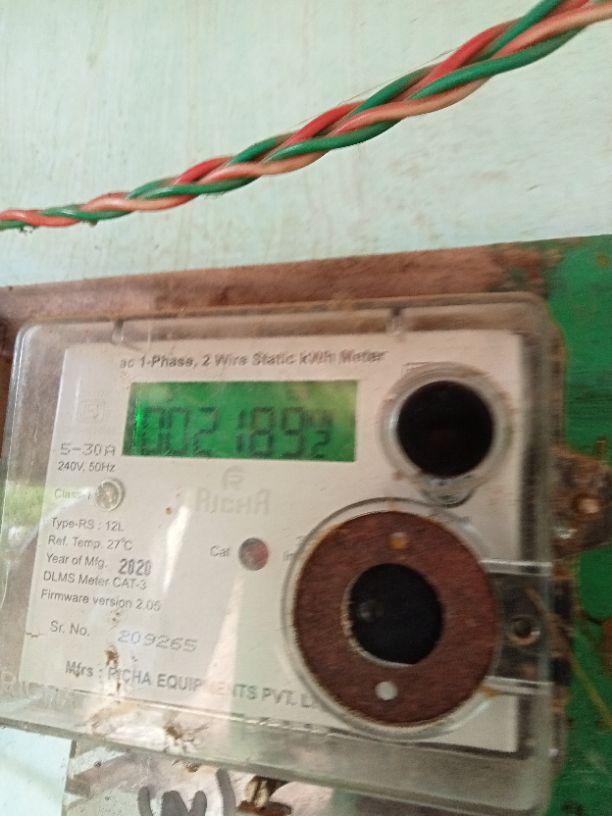 ac 1-Phase, 2 Wire Static kWh Meter
5-30A
240V, 50Hz
Class 1
RICHA
Type-RS : 12L
Ref. Temp. 27°C
Cal
Year of Mfg. 2020
DLMS Meter CAT-3
Firmware version 2.05
Sr. No. 209265
Mfrs : RICHA EQUIPMENTS PVT.
(N)